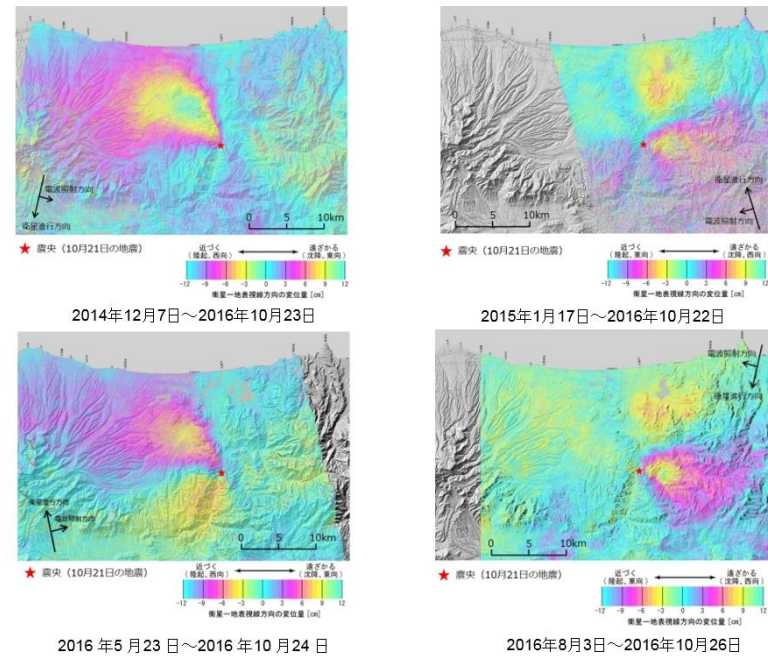 電波照射方向
衛星進行方向
0 5 10km
★ 震央（10月21日の地震）
近づく
（隆起、西向）
遠ざかる
（沈降、東向）
-12 -9 -6 -3 0 3 6 9 12
衛星－地表視線方向の変位量 [cm]
2014年12月7日～2016年10月23日
衛星進行方向
電波照射方向
0 5 10km
★ 震央（10月21日の地震）
近づく
（隆起、西向）
遠ざかる
（沈降、東向）
-12 -9 -6 -3 0 3 6 9 12
衛星－地表視線方向の変位量 [cm]
2015年1月17日～2016年10月22日
衛星進行方向
電波照射方向
0 5 10km
★ 震央（10月21日の地震）
近づく
（隆起、西向）
遠ざかる
（沈降、東向）
-12 -9 -6 -3 0 3 6 9 12
衛星－地表視線方向の変位量 [cm]
2016 年5 月23 日～2016 年10 月24 日
電波照射方向
衛星進行方向
0 5 10km
★ 震央（10月21日の地震）
近づく
（隆起、東向）
遠ざかる
（沈降、西向）
-12 -9 -6 -3 0 3 6 9 12
衛星－地表視線方向の変位量 [cm]
2016年8月3日～2016年10月26日